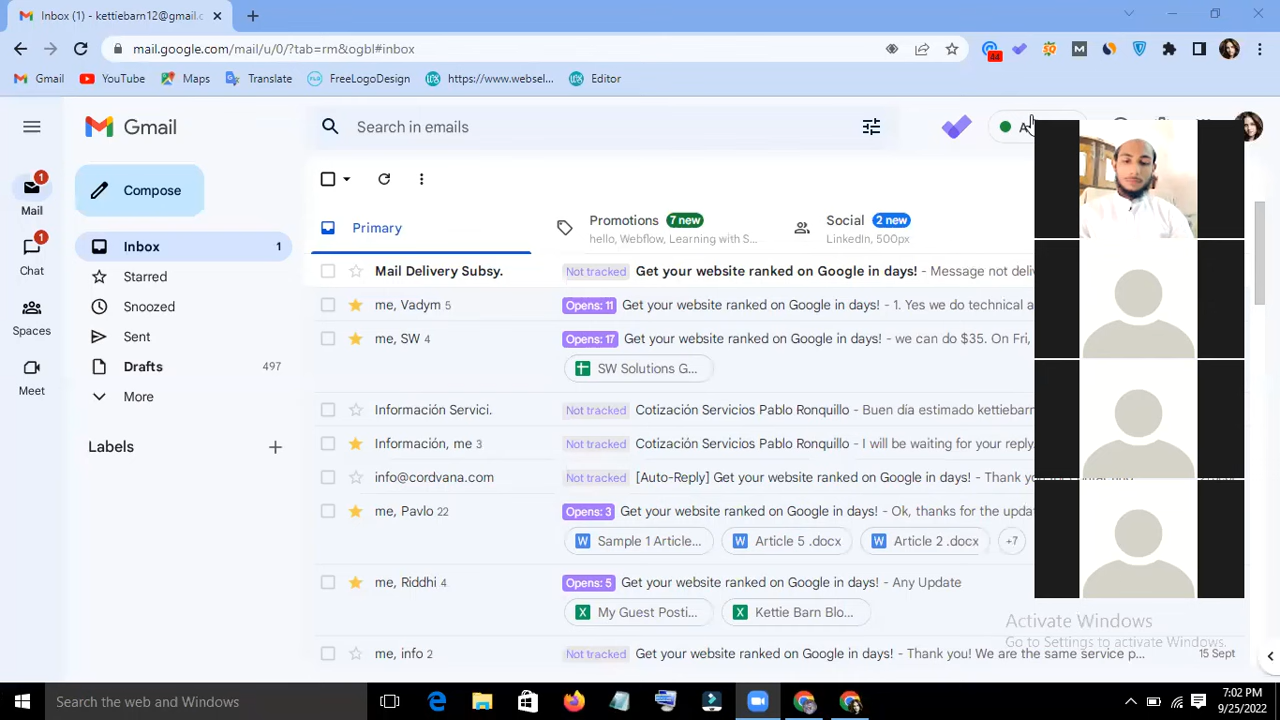 Inbox (1) - kettiebarn12@gmail.c
mail.google.com/mail/u/0/?tab=rm&ogbl#inbox
44
Gmail
YouTube
Maps
Translate
FreeLogoDesign
https://www.websel...
Editor
Gmail
Search in emails
1
Mail
Compose
Primary
Promotions 7 new
hello, Webflow, Learning with S...
Social 2 new
LinkedIn, 500px
1
Chat
Spaces
Meet
Inbox 1
Starred
Snoozed
Sent
Drafts 497
More
Labels
Mail Delivery Subsy. Not tracked Get your website ranked on Google in days! - Message not deli
me, Vadym 5 Opens: 11 Get your website ranked on Google in days! - 1. Yes we do technical a
me, SW 4 Opens: 17 Get your website ranked on Google in days! - we can do $35. On Fri,
SW Solutions G...
Información Servici. Not tracked Cotización Servicios Pablo Ronquillo - Buen día estimado kettiebarn
Información, me 3 Not tracked Cotización Servicios Pablo Ronquillo - I will be waiting for your reply
info@cordvana.com Not tracked [Auto-Reply] Get your website ranked on Google in days! - Thank
me, Pavlo 22 Opens: 3 Get your website ranked on Google in days! - Ok, thanks for the upda
Sample 1 Article... Article 5 .docx Article 2 .docx +7
me, Riddhi 4 Opens: 5 Get your website ranked on Google in days! - Any Update
My Guest Posti... Kettie Barn Blo...
me, info 2 Not tracked Get your website ranked on Google in days! - Thank you! We are the same service p... 15 Sept
Activate Windows
Go to Settings to activate Windows.
Search the web and Windows
7:02 PM
9/25/2022